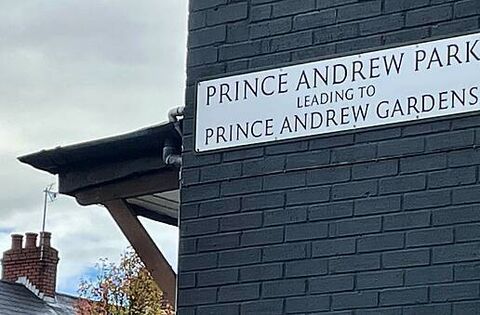 PRINCE ANDREW PARK
LEADING TO
PRINCE ANDREW GARDENS